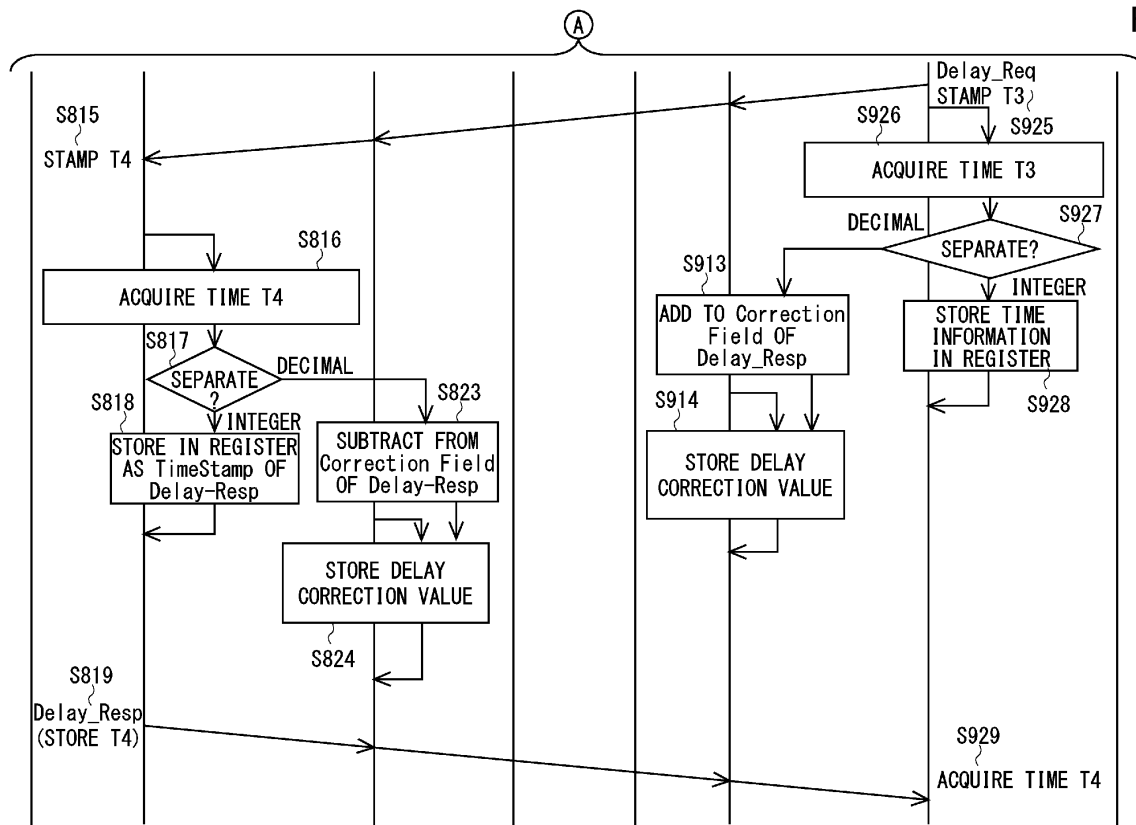 A
Delay_Req
STAMP T3
S925
S815
STAMP T4
S926
ACQUIRE TIME T3
S927
DECIMAL
SEPARATE?
INTEGER
S816
ACQUIRE TIME T4
S913
ADD TO Correction
Field OF
Delay_Resp
STORE TIME
INFORMATION
IN REGISTER
S928
S817
SEPARATE
?
DECIMAL
INTEGER
S818
STORE IN REGISTER
AS TimeStamp OF
Delay-Resp
S823
SUBTRACT FROM
Correction Field
OF Delay-Resp
S914
STORE DELAY
CORRECTION VALUE
STORE DELAY
CORRECTION VALUE
S824
S819
Delay_Resp
(STORE T4)
S929
ACQUIRE TIME T4